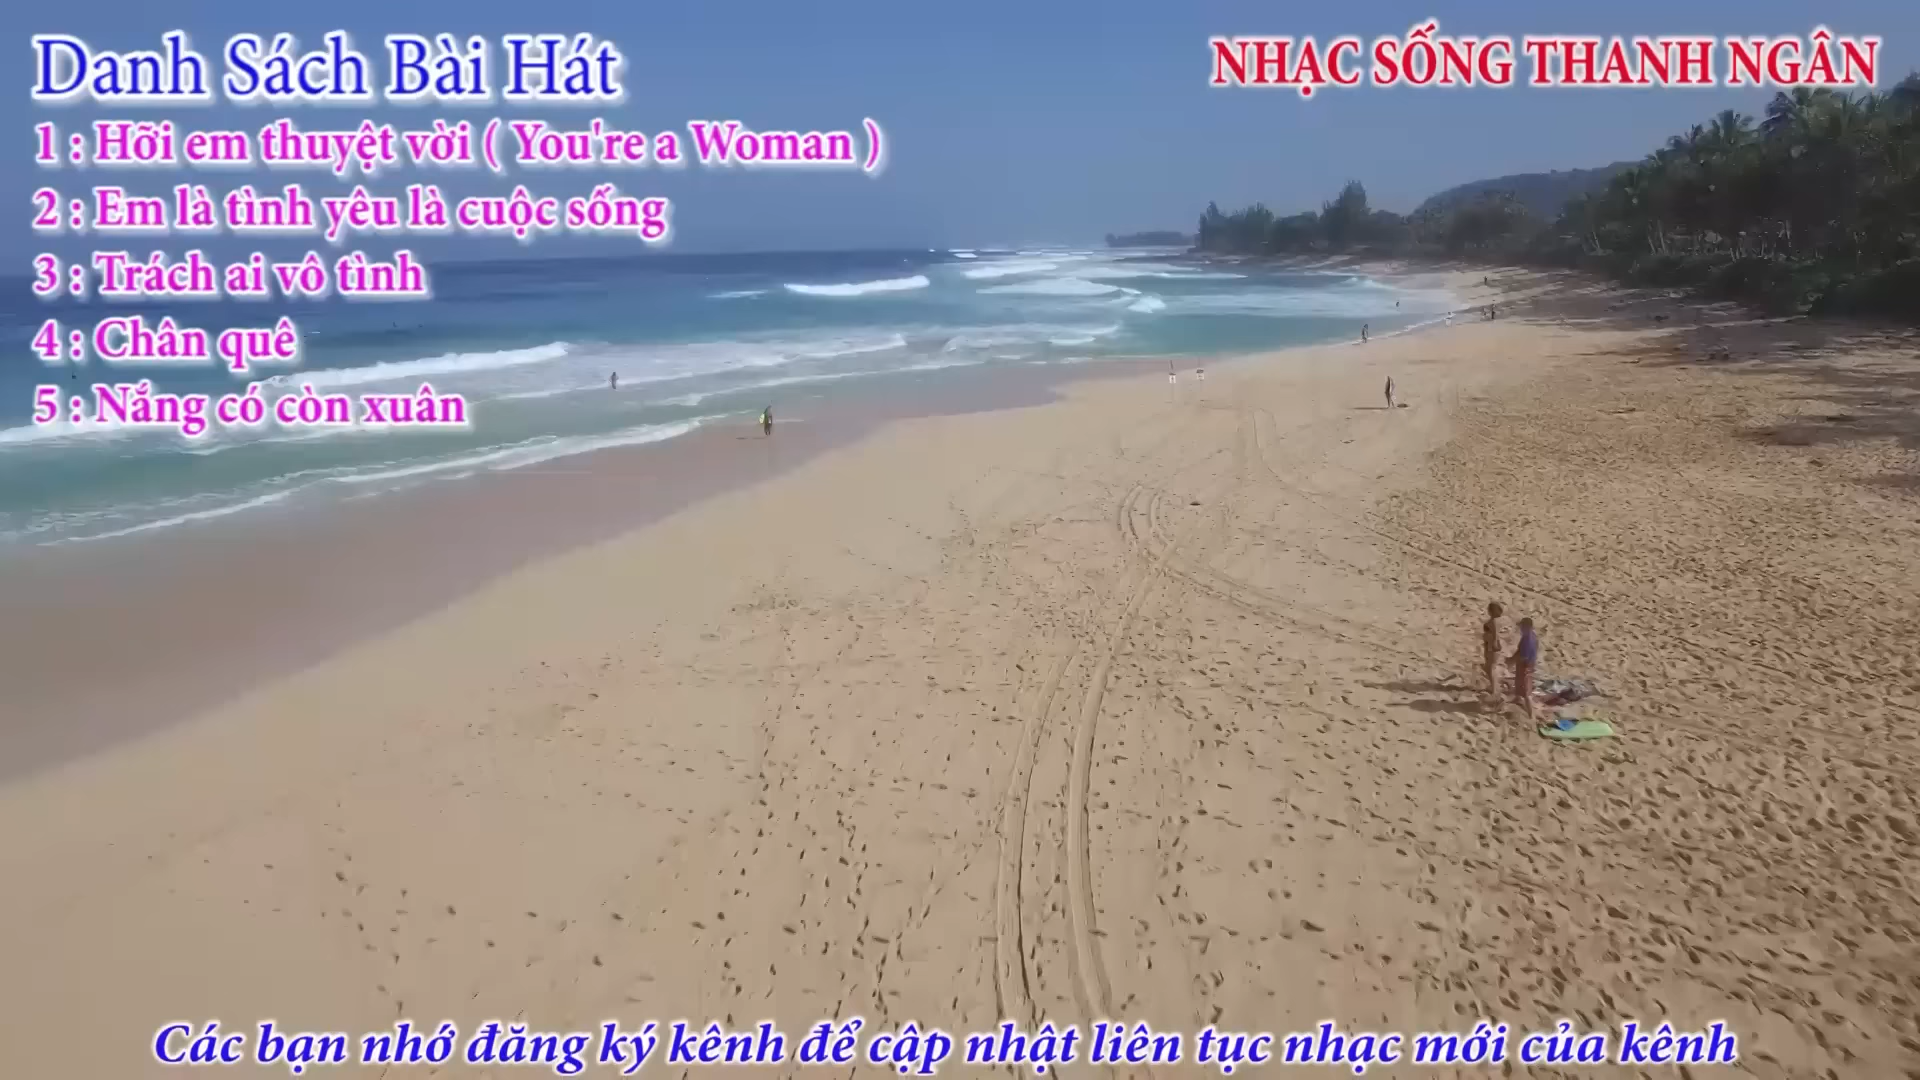 Danh Sách Bài Hát
NHẠC SỐNG THANH NGÂN
1 : Hỡi em thuyệt vời ( You're a Woman )
2 : Em là tình yêu là cuộc sống
3 : Trách ai vô tình
4 : Chân quê
5 : Nắng có còn xuân
Các bạn nhớ đăng ký kênh để cập nhật liên tục nhạc mới của kênh